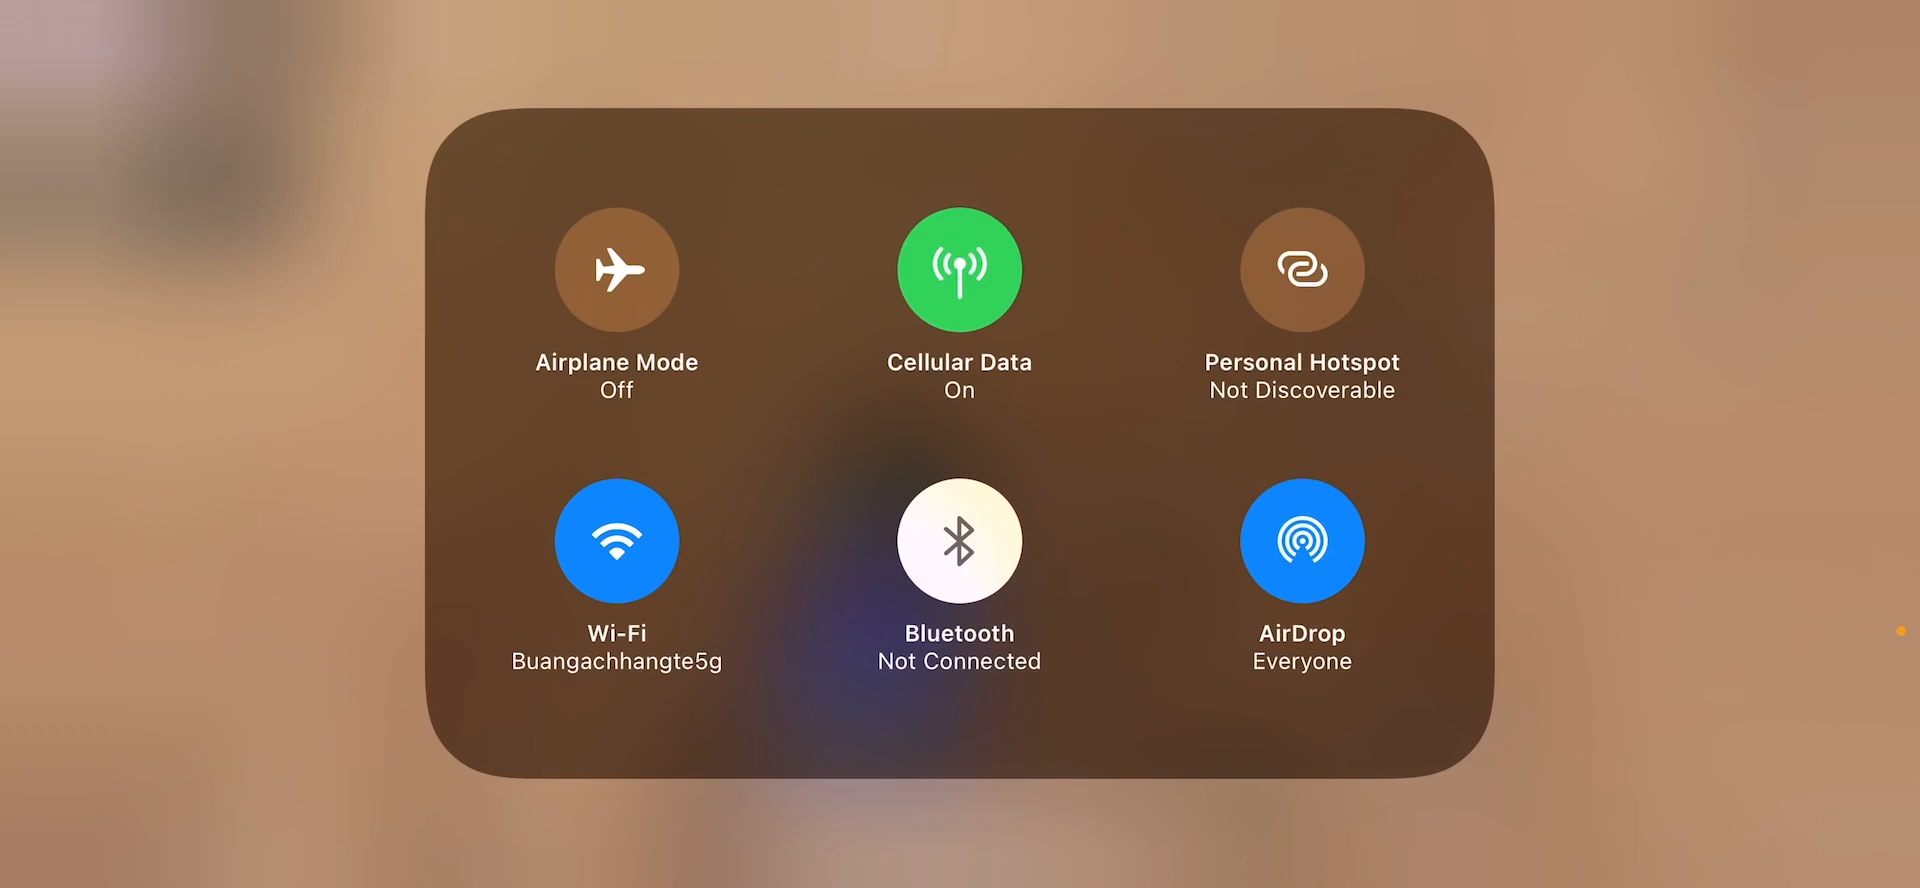 Airplane Mode
Off
Cellular Data
On
Personal Hotspot
Not Discoverable
Wi-Fi
Buangachhangte5g
Bluetooth
Not Connected
AirDrop
Everyone